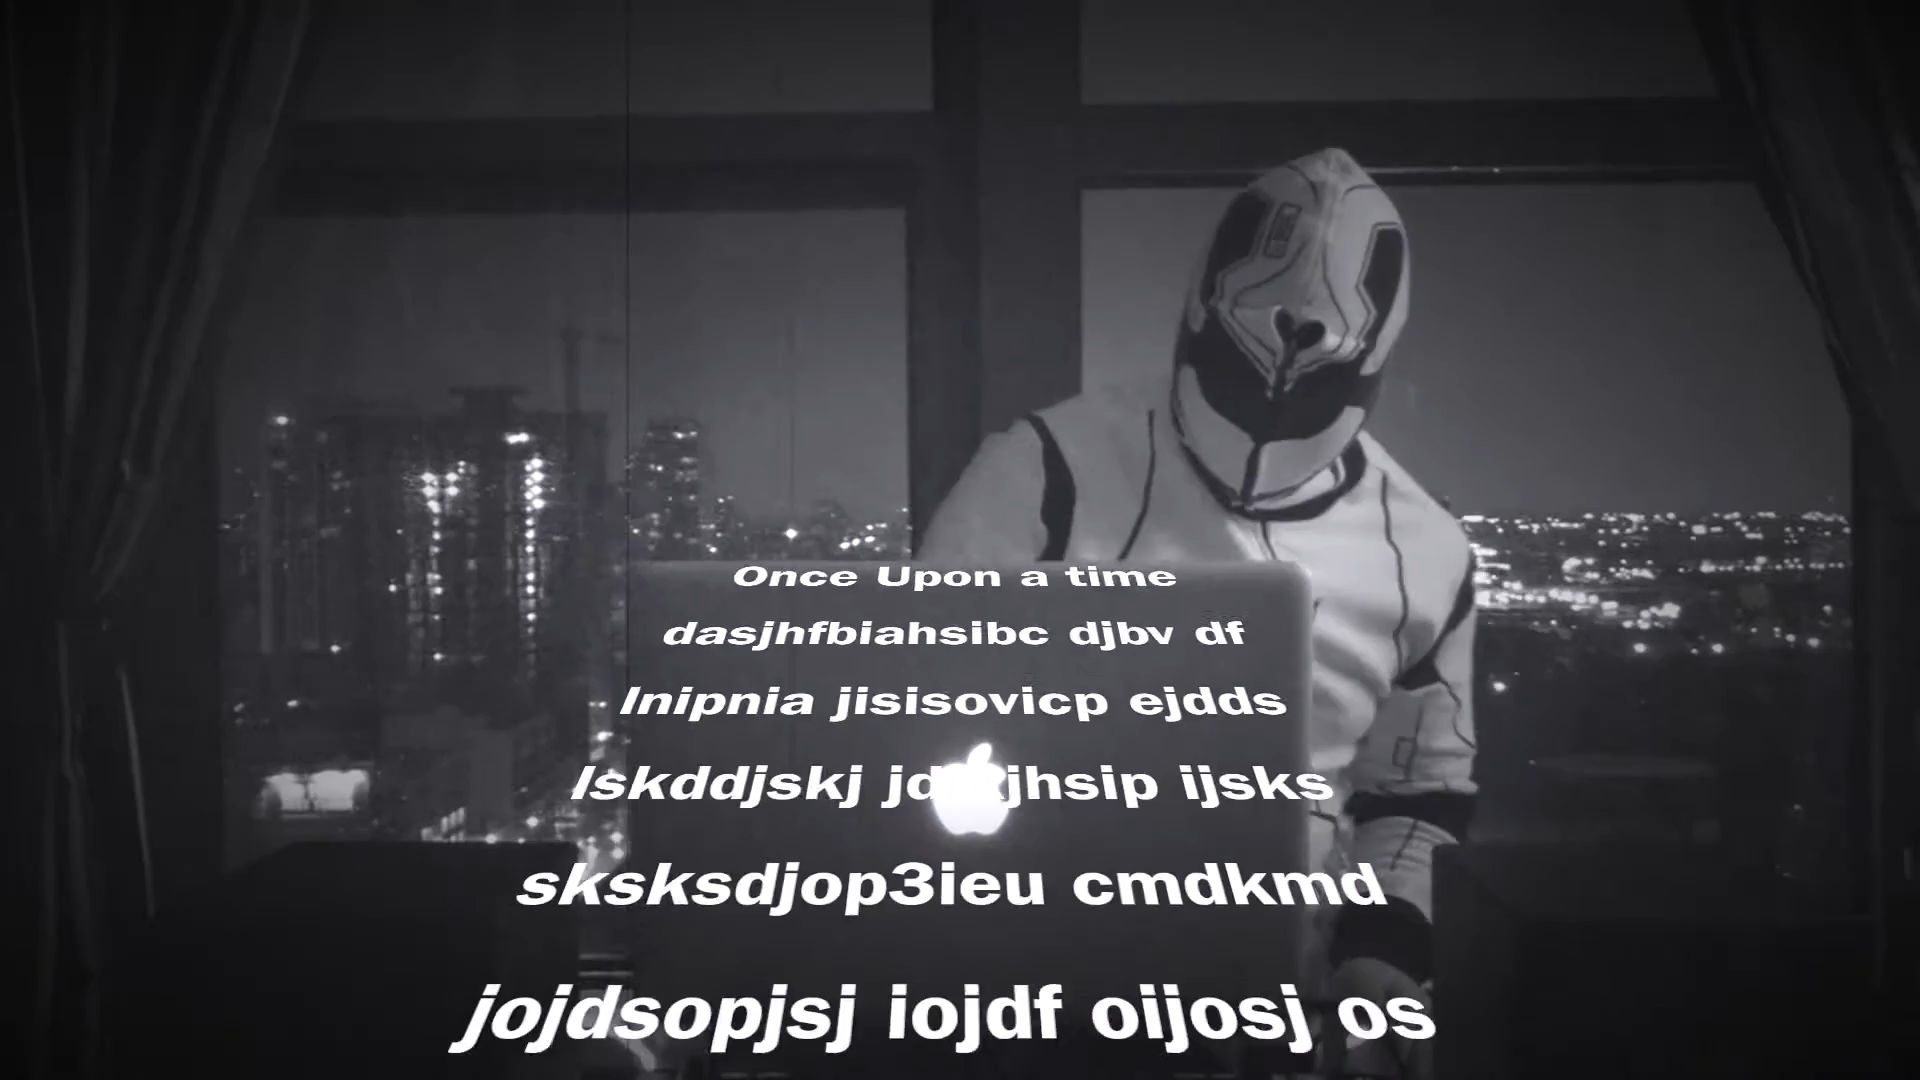 Once Upon a time
dasjhfbiahsibc djbv df
lnipnia jisisovicp ejdds
lskddjskj ijsks
sksksdjop3ieu cmdkmd
jojdsopjsj iojdf oijosj os